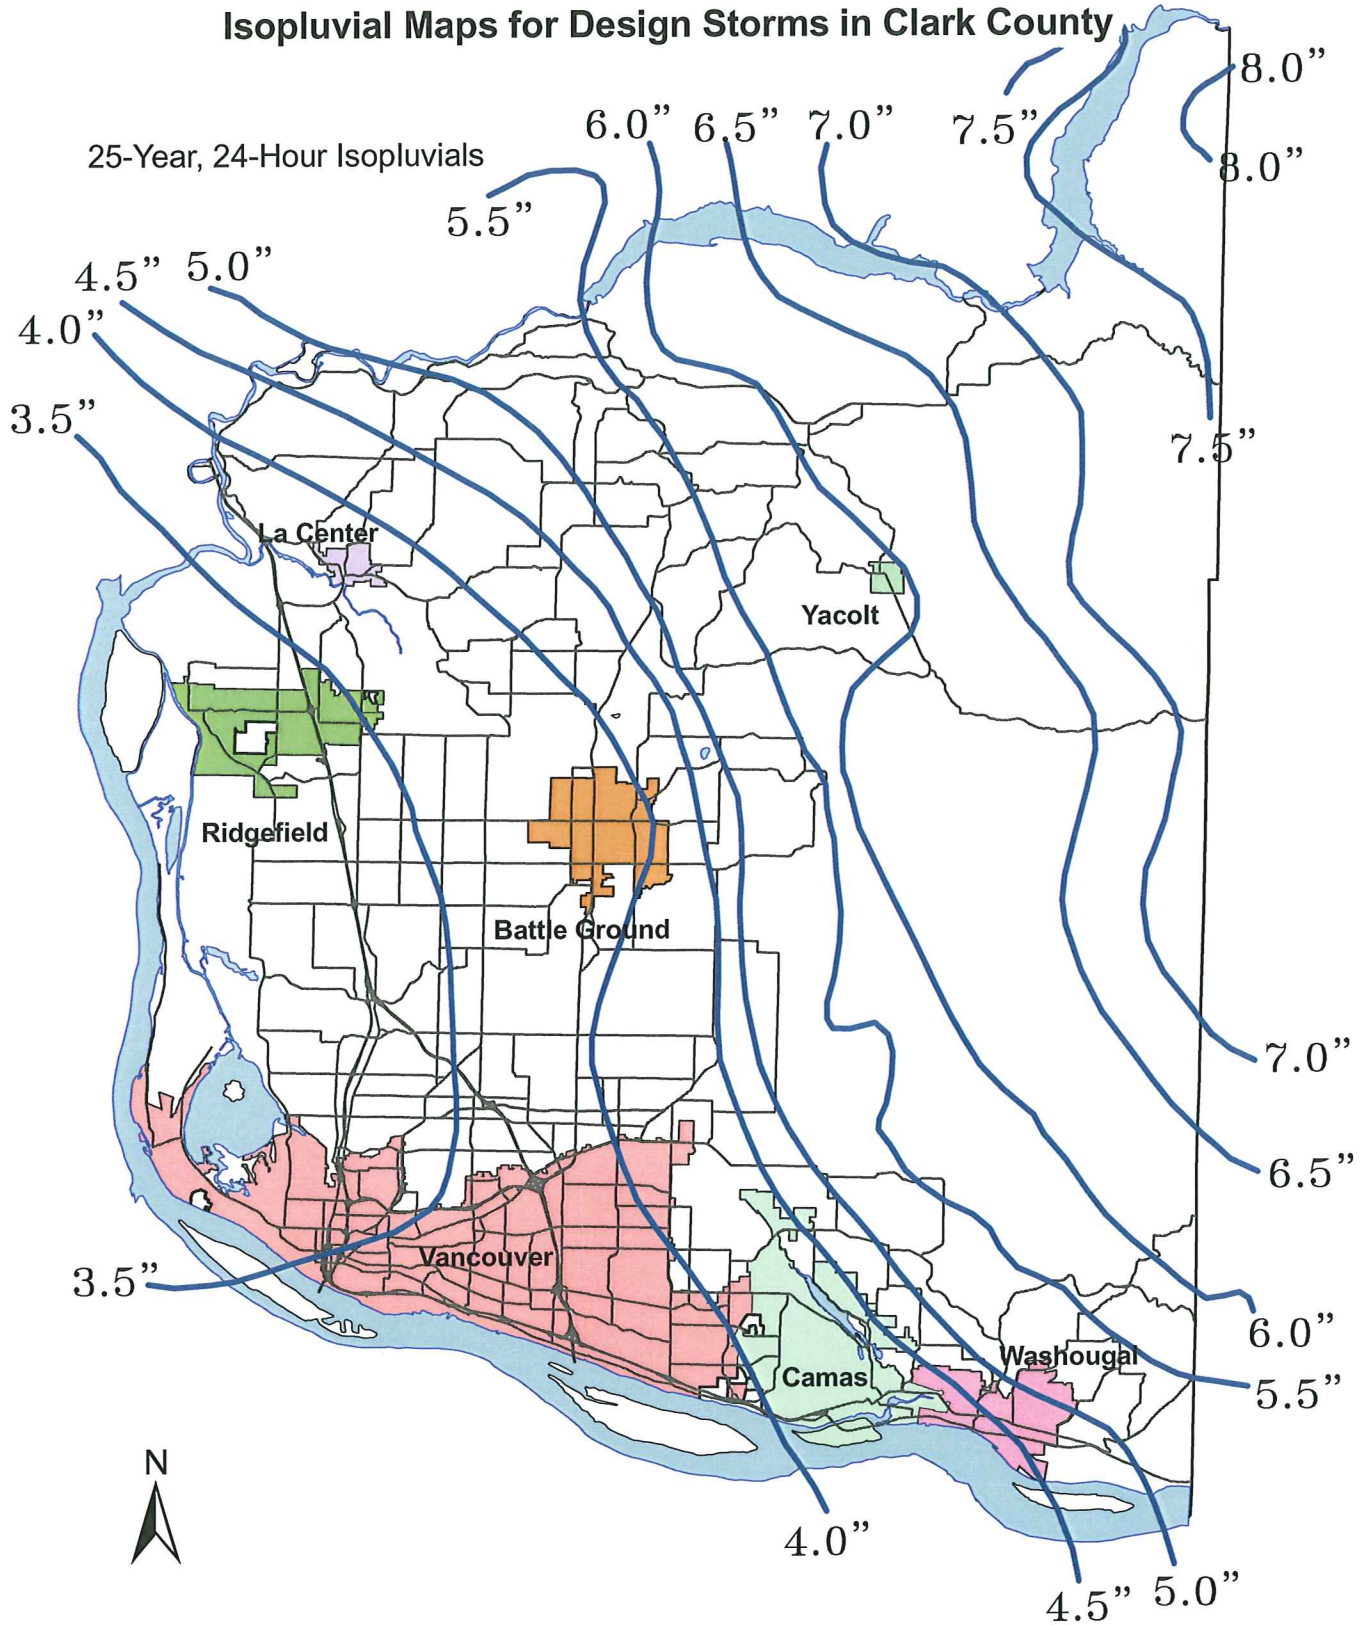 Isopluvial Maps for Design Storms in Clark County
8.0”
6.0” 6.5” 7.0” 7.5”
25-Year, 24-Hour Isopluvials
8.0”
5.5”
4.5” 5.0”
4.0”
3.5”
7.5”
La Center
Yacolt
Ridgefield
Battle Ground
7.0”
6.5”
Vancouver
3.5”
6.0”
Washougal
Camas
5.5”
N
4.0”
4.5” 5.0”